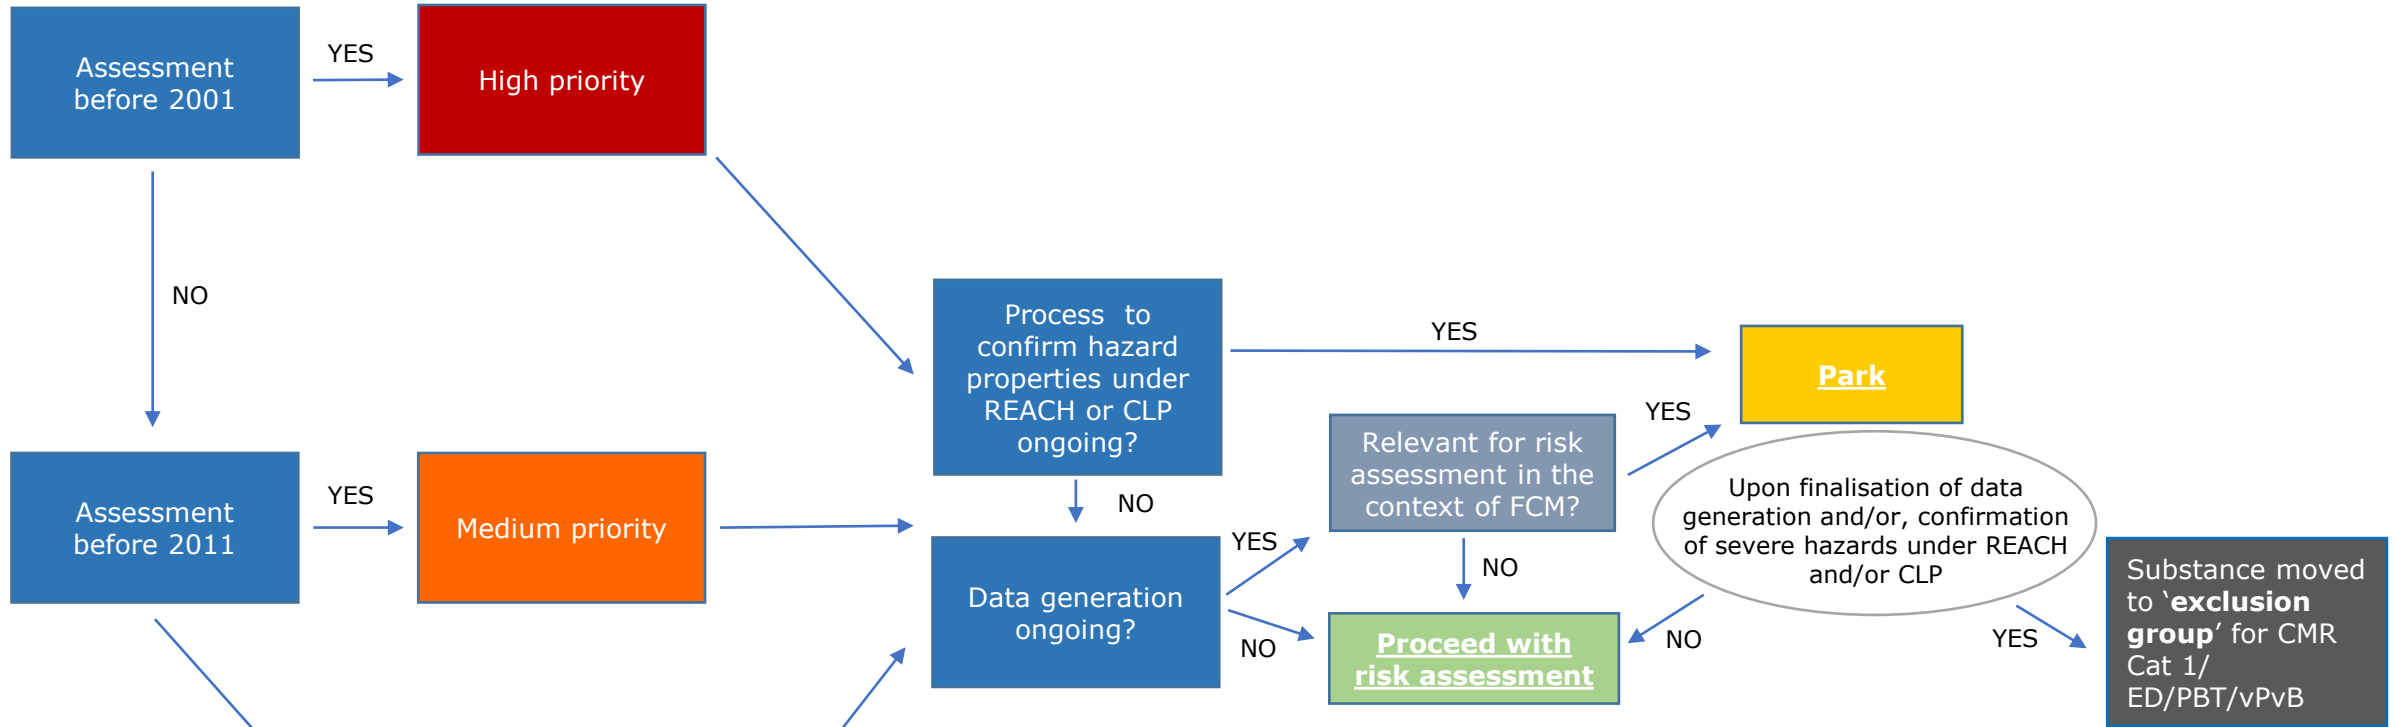 Assessment
before 2001
YES
High priority
NO
Assessment
before 2011
YES
Medium priority
Process to
confirm hazard
properties under
REACH or CLP
ongoing?
YES
Park
NO
Data generation
ongoing?
YES
NO
Relevant for risk
assessment in the
context of FCM?
YES
NO
Proceed with
risk assessment
Upon finalisation of data
generation and/or, confirmation
of severe hazards under REACH
and/or CLP
NO
YES
Substance moved
to ‘exclusion
group’ for CMR
Cat 1/
ED/PBT/vPvB